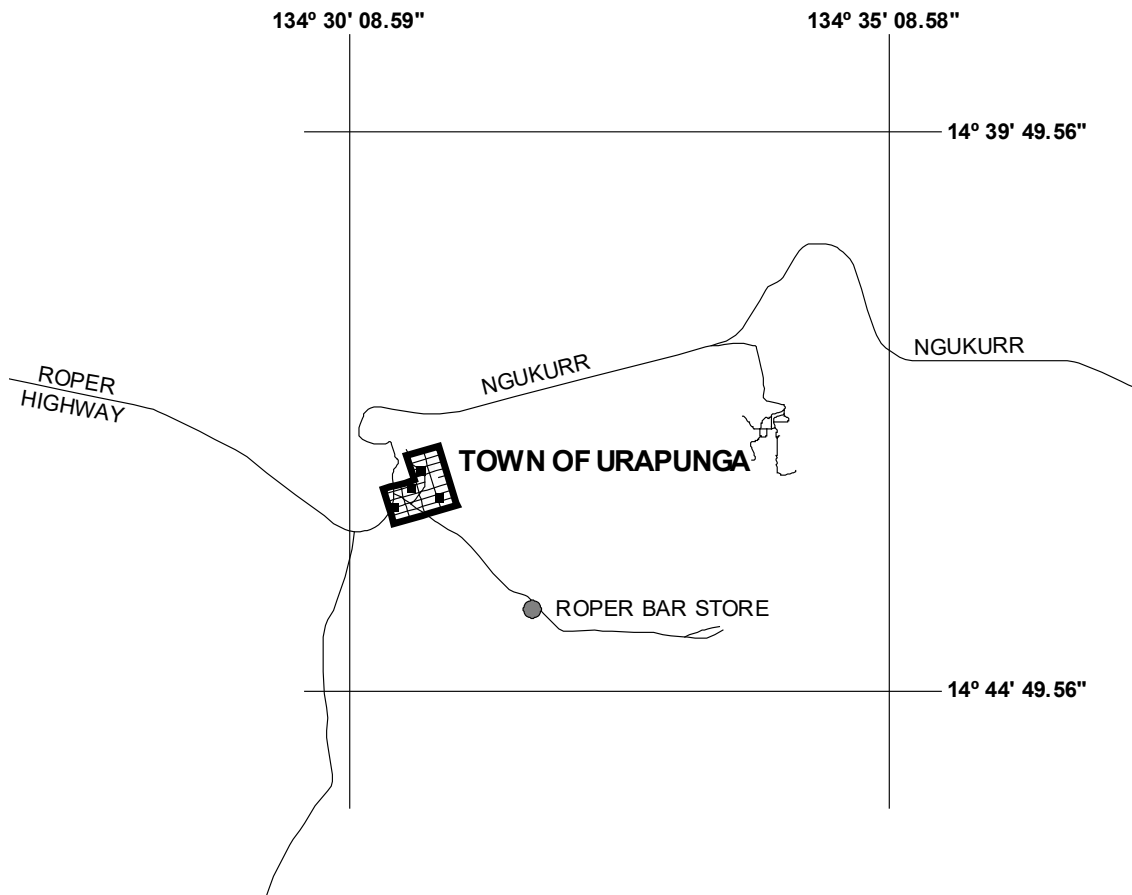 134º 30' 08.59"
134º 35' 08.58"
14º 39' 49.56"
NGUKURR
NGUKURR
ROPER
HIGHWAY
TOWN OF URAPUNGA
ROPER BAR STORE
14º 44' 49.56"